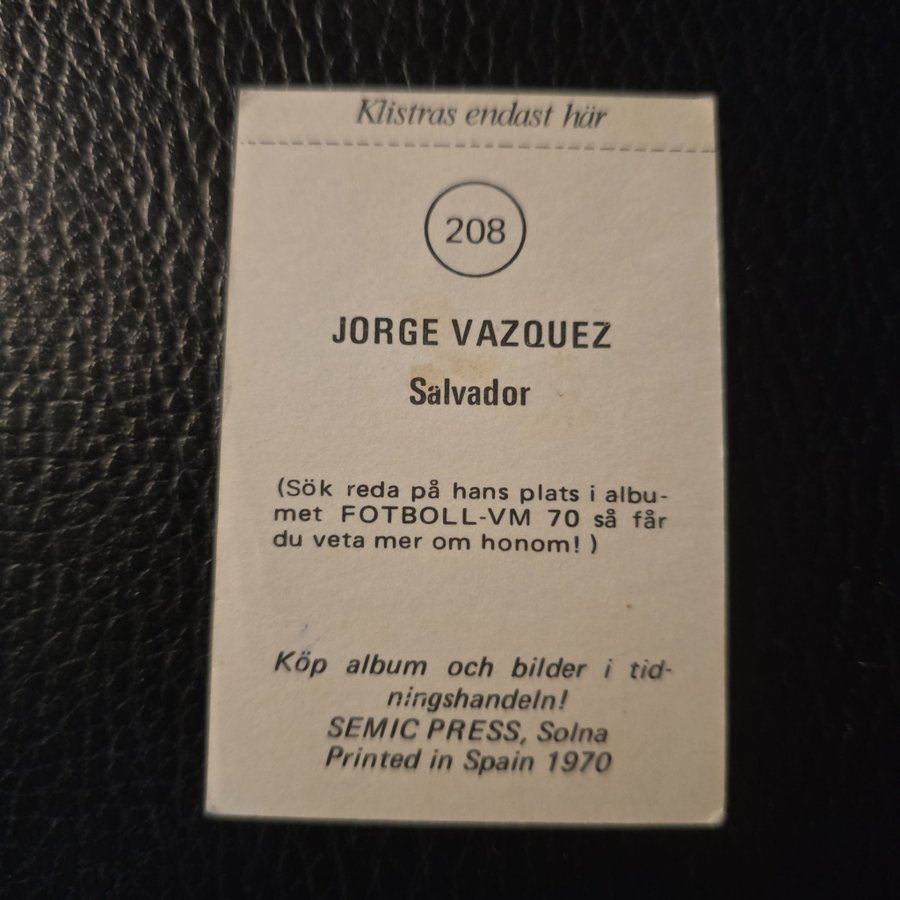 Klistras endast här
208
JORGE VAZQUEZ
Salvador
(Sök reda på hans plats i albu-
met FOTBOLL-VM 70 så får
du veta mer om honom! )
Köp album och bilder i tid-
ningshandeln!
SEMIC PRESS, Solna
Printed in Spain 1970